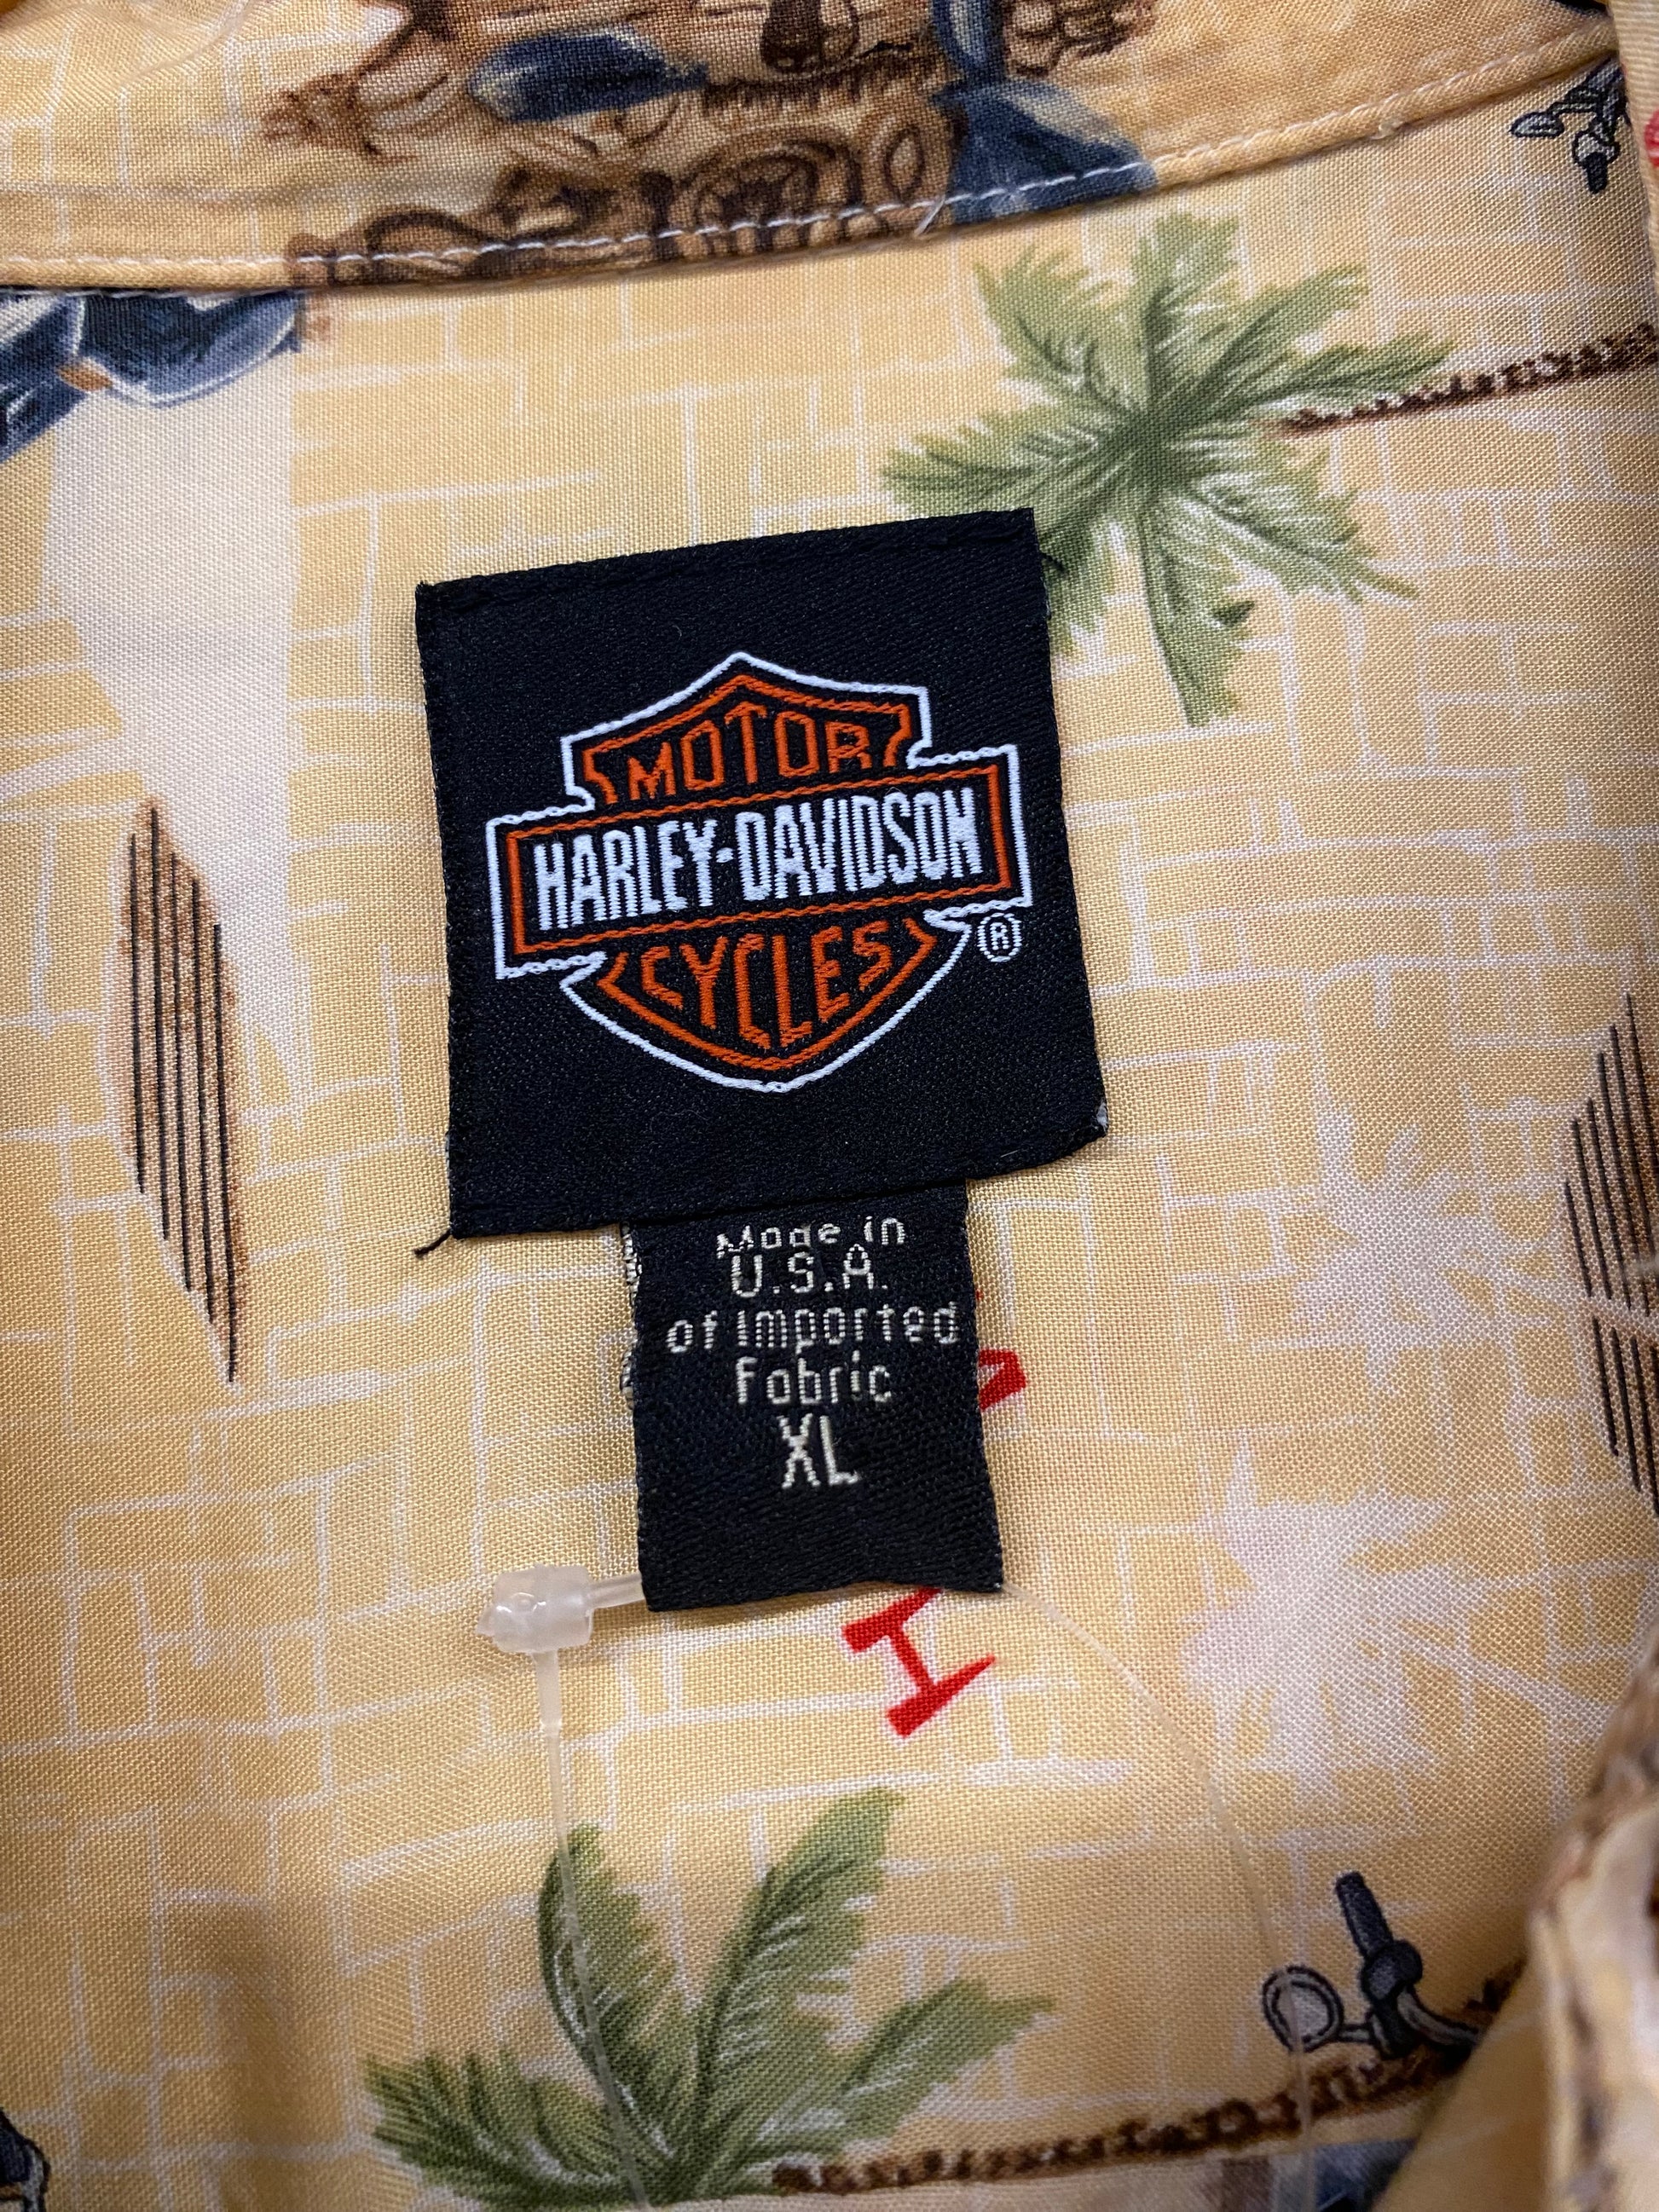 MOTOR
HARLEY-DAVIDSON
CYCLES
®
Made in
U.S.A.
of Imported
Fabric
XL